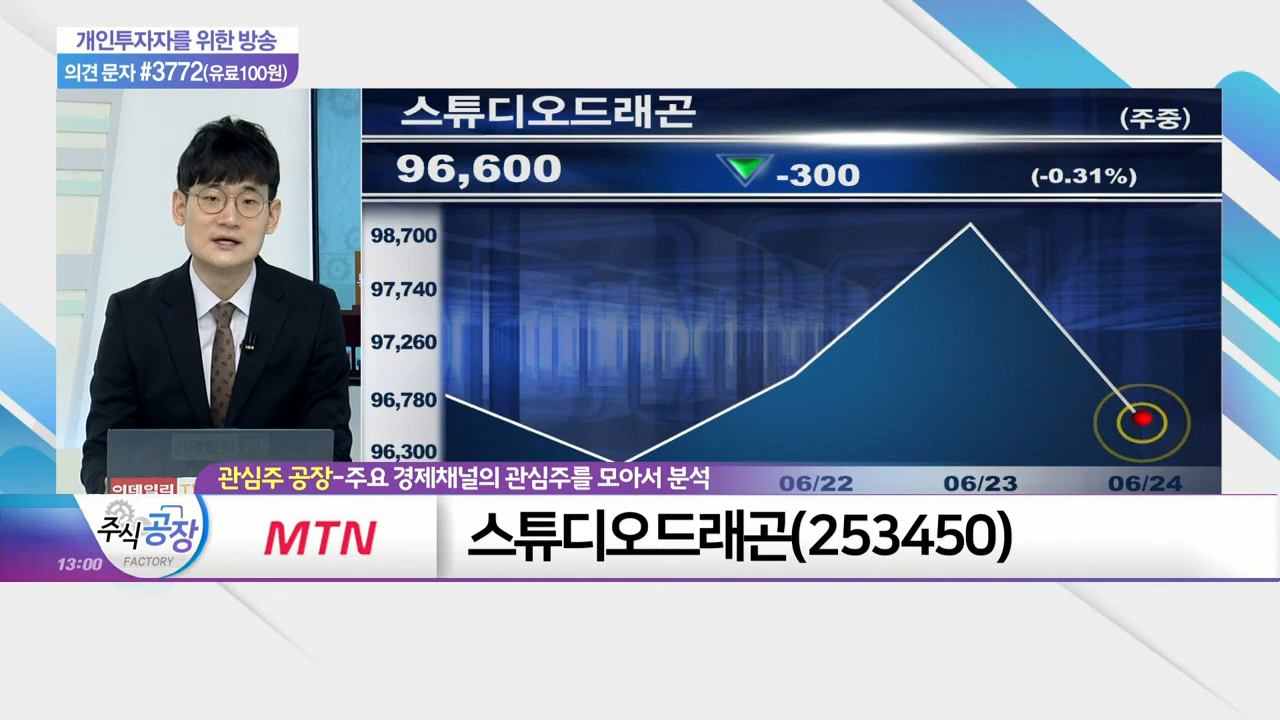 개인투자자를 위한 방송
의견 문자 #3772(유료100원)
스튜디오드래곤
(주중)
96,600
-300
(-0.31%)
98,700
97,740
97,260
96,780
96,300
06/22
06/23
06/24
관심주 공장-주요 경제채널의 관심주를 모아서 분석
주식공장
FACTORY
13:00
MTN
스튜디오드래곤(253450)